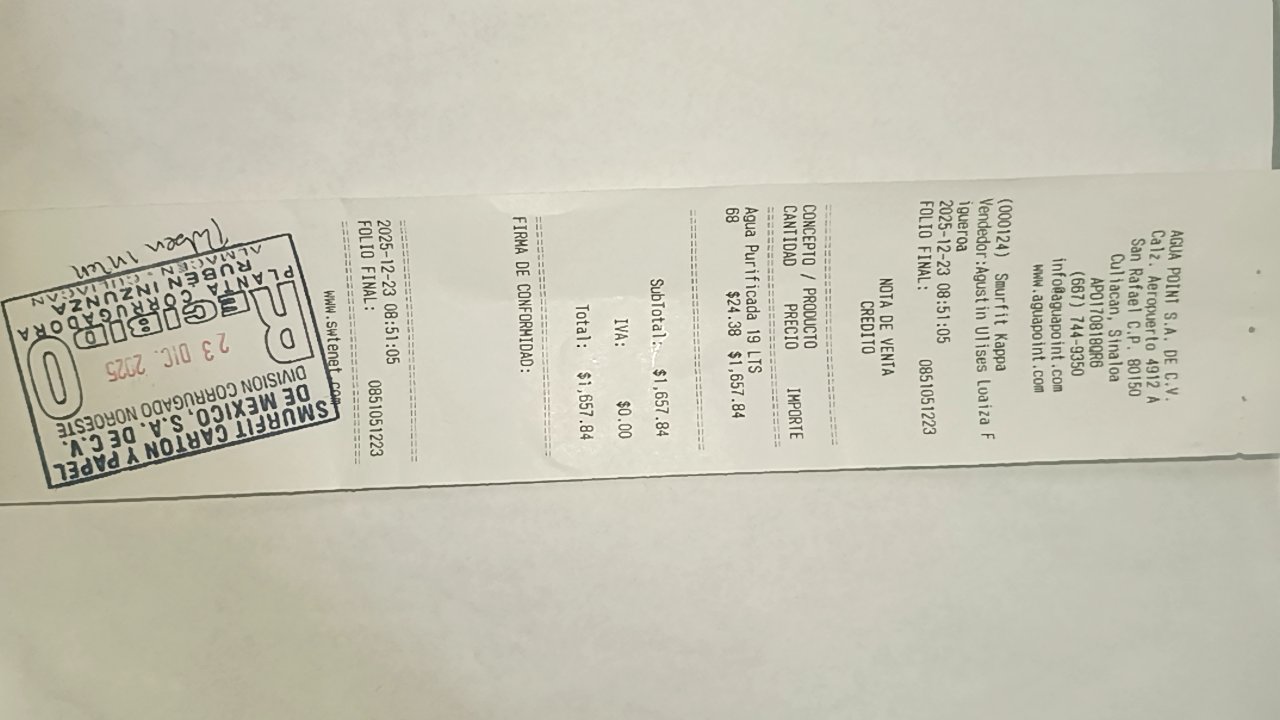 AGUA POINT S.A. DE C.V.
Calz. Aeropuerto 4912 A
San Rafael C.P. 80150
Culiacan, Sinaloa
APO170818QR6
(667) 744-9350
info@aguapoint.com
www.aguapoint.com
(000124) Smurfit Kappa
Vendedor:Agustin Ulises Loaiza F
igueroa
2025-12-23 08:51:05
FOLIO FINAL: 0851051223
NOTA DE VENTA
CREDITO
CONCEPTO / PRODUCTO
CANTIDAD PRECIO IMPORTE
Agua Purificada 19 LTS
68 $24.38 $1,657.84
SubTotal: $1,657.84
IVA: $0.00
Total: $1,657.84
FIRMA DE CONFORMIDAD:
2025-12-23 08:51:05
FOLIO FINAL: 0851051223
www.swtenet.com
SMURFIT CARTON Y PAPEL
DE MEXICO, S.A. DE C.V.
DIVISION CORRUGADO NOROESTE
23 DIC. 2025
RECIBIDO
PLANTA CORRUGADORA
RUBEN INZUNZA
ALMACEN - CULIACAN
Ruben